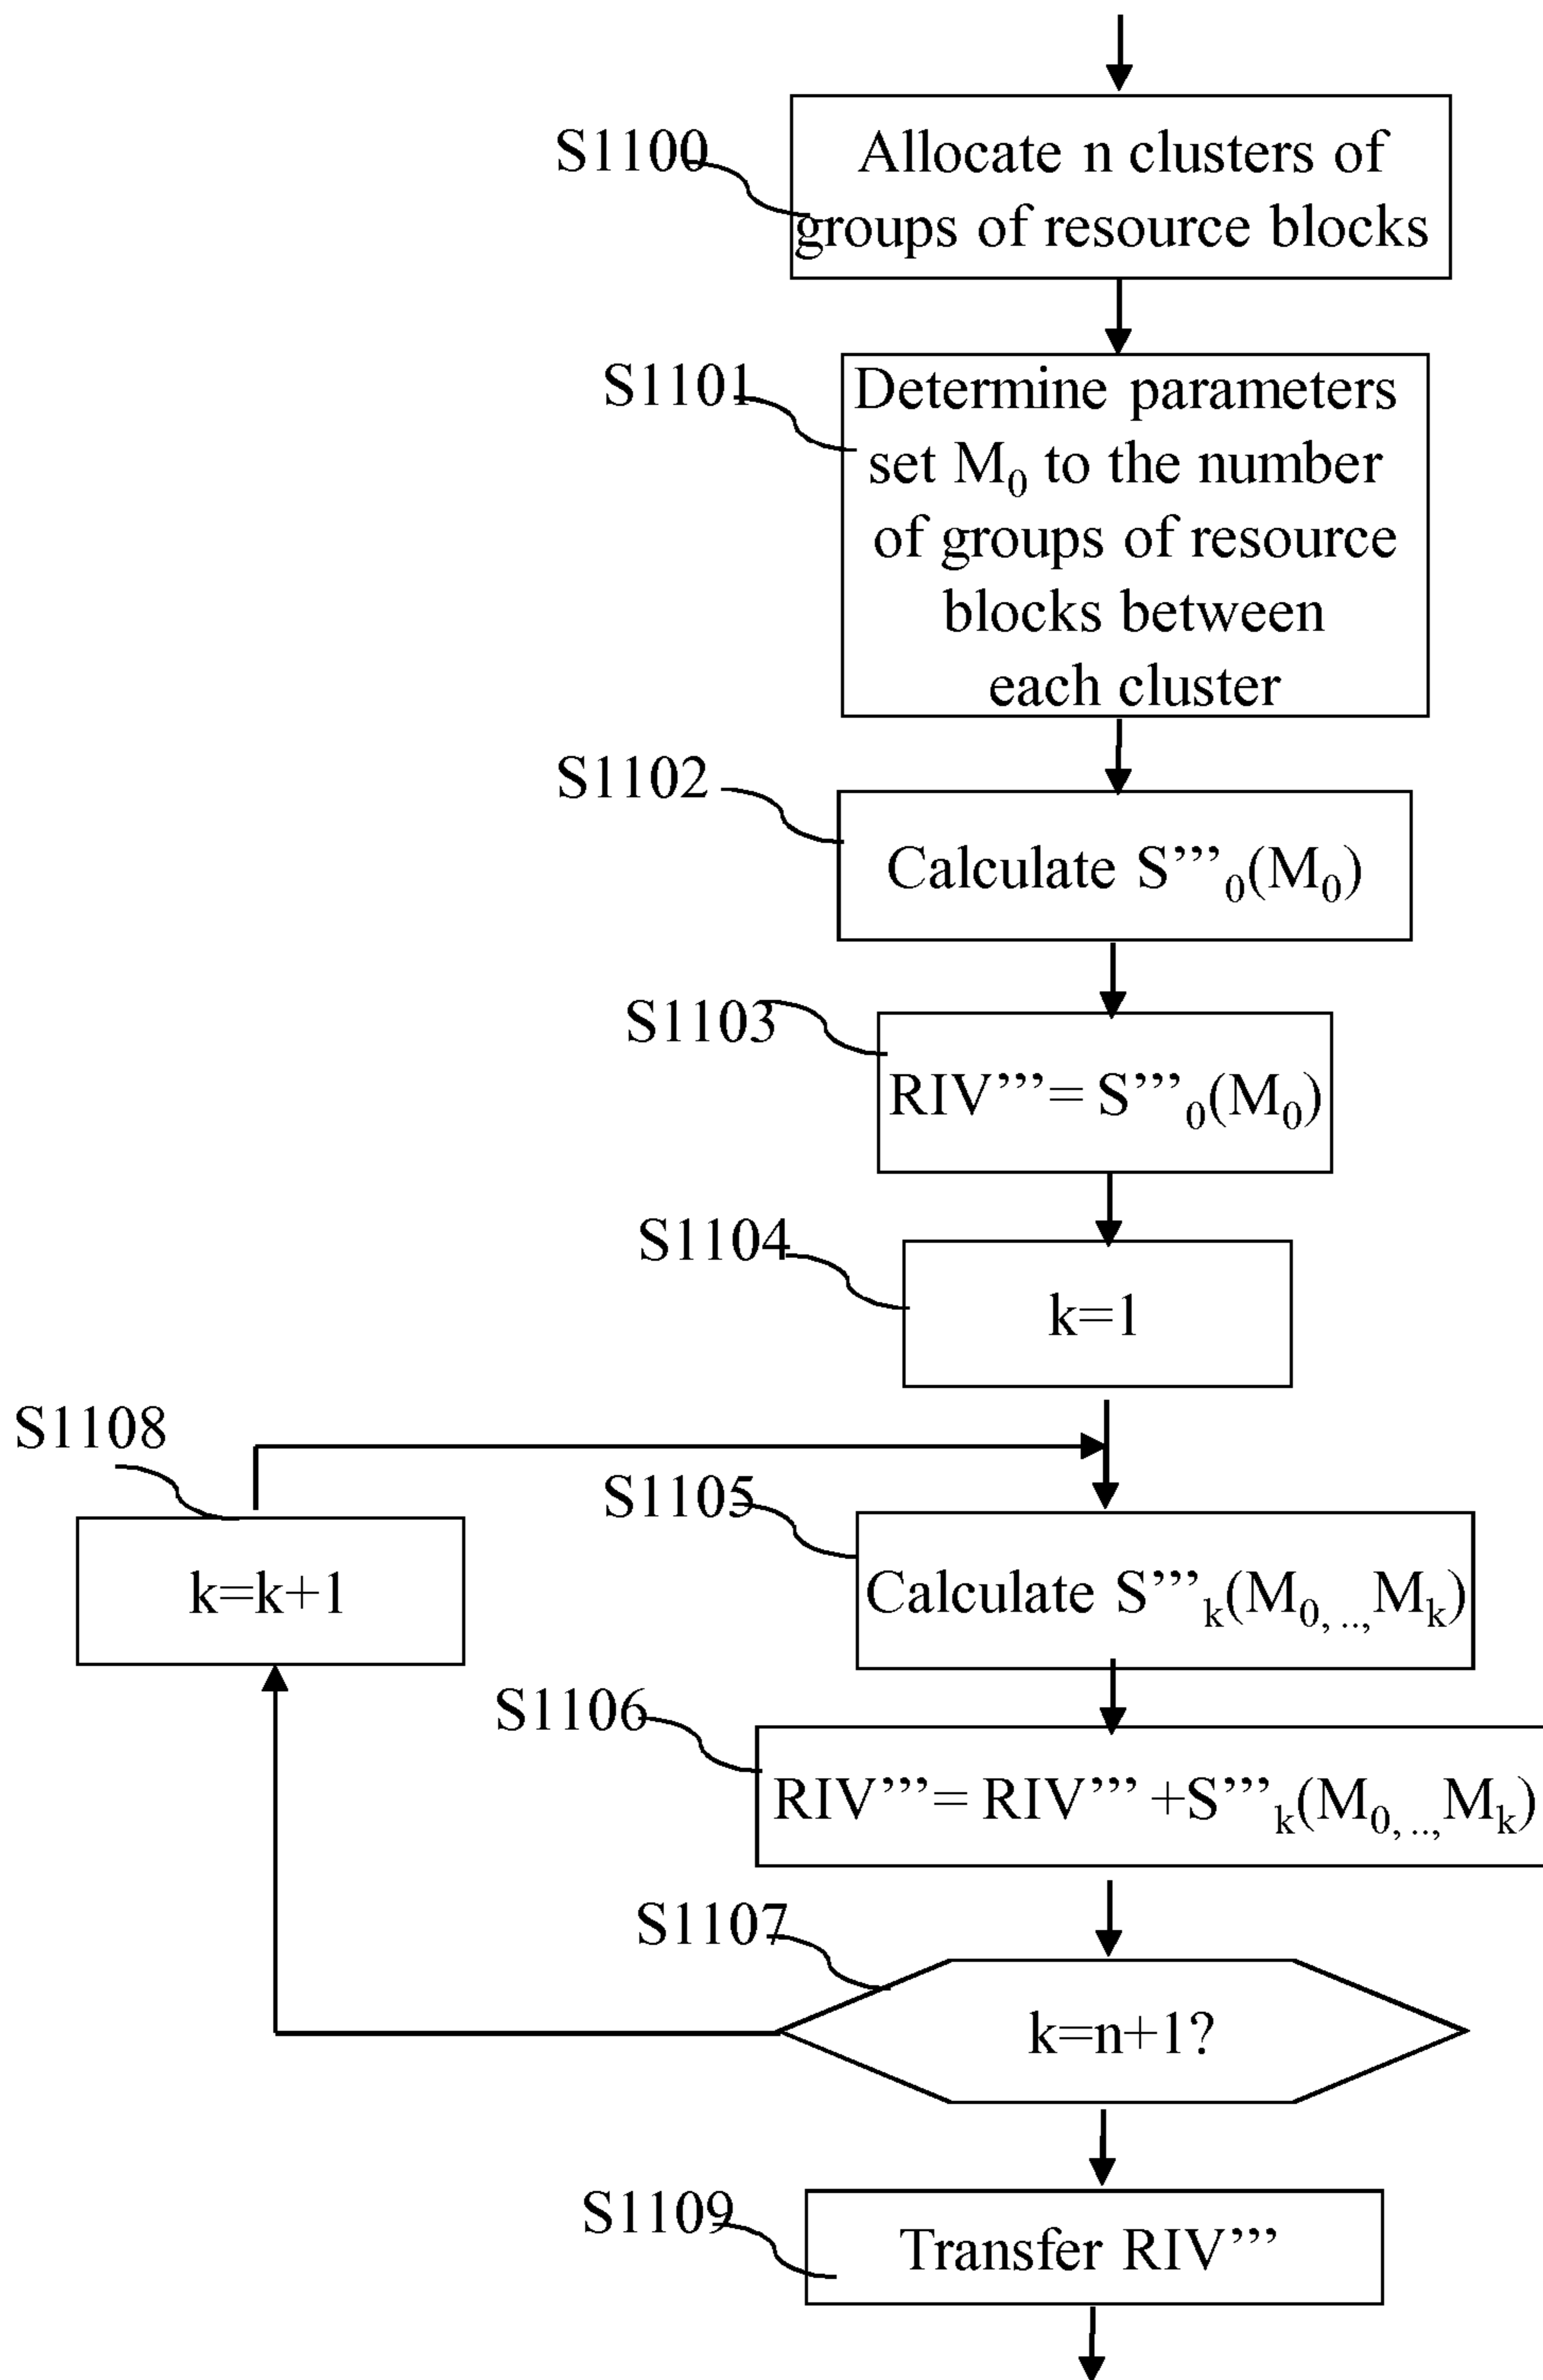 S1100
Allocate n clusters of
groups of resource blocks
S1101
Determine parameters
set M0 to the number
of groups of resource
blocks between
each cluster
S1102
Calculate S’’’0(M0)
S1103
RIV’’’= S’’’0(M0)
S1104
k=1
S1108
k=k+1
S1105
Calculate S’’’k(M0, ..,Mk)
S1106
RIV’’’= RIV’’’ +S’’’k(M0, ..,Mk)
S1107
k=n+1?
S1109
Transfer RIV’’’